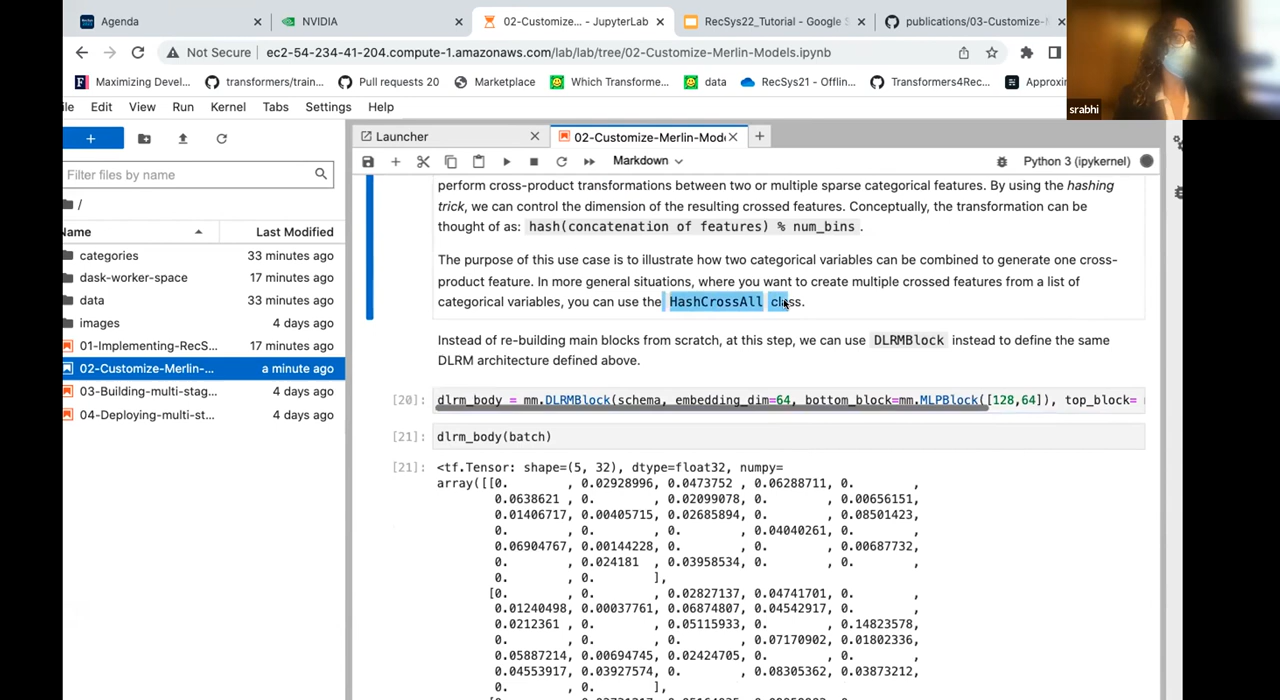 Agenda
NVIDIA
02-Customize... - JupyterLab
RecSys22_Tutorial - Google S
publications/03-Customize-
Not Secure | ec2-54-234-41-204.compute-1.amazonaws.com/lab/lab/tree/02-Customize-Merlin-Models.ipynb
Maximizing Devel...
transformers/train...
Pull requests 20
Marketplace
Which Transforme...
data
RecSys21 - Offlin...
Transformers4Rec...
Approxin
srabhi
ile Edit View Run Kernel Tabs Settings Help
Launcher
02-Customize-Merlin-Mode
Markdown
Python 3 (ipykernel)
Filter files by name
/
Name Last Modified
categories 33 minutes ago
dask-worker-space 17 minutes ago
data 33 minutes ago
images 4 days ago
01-Implementing-RecS... 17 minutes ago
02-Customize-Merlin-... a minute ago
03-Building-multi-stag... 4 days ago
04-Deploying-multi-st... 4 days ago
perform cross-product transformations between two or multiple sparse categorical features. By using the hashing
trick, we can control the dimension of the resulting crossed features. Conceptually, the transformation can be
thought of as: hash(concatenation of features) % num_bins .
The purpose of this use case is to illustrate how two categorical variables can be combined to generate one cross-
product feature. In more general situations, where you want to create multiple crossed features from a list of
categorical variables, you can use the HashCrossAll class.
Instead of re-building main blocks from scratch, at this step, we can use DLRMBlock instead to define the same
DLRM architecture defined above.
[20]: dlrm_body = mm.DLRMBlock(schema, embedding_dim=64, bottom_block=mm.MLPBlock([128,64]), top_block=
[21]: dlrm_body(batch)
[21]: <tf.Tensor: shape=(5, 32), dtype=float32, numpy=
array([[0. , 0.02928996, 0.0473752 , 0.06288711, 0. ,
0.0638621 , 0. , 0.02099078, 0. , 0.00656151,
0.01406717, 0.00405715, 0.02685894, 0. , 0.08501423,
0. , 0. , 0. , 0.04040261, 0. ,
0.06904767, 0.00144228, 0. , 0. , 0.00687732,
0. , 0.024181 , 0.03958534, 0. , 0. ,
0. , 0. ],
[0. , 0. , 0.02827137, 0.04741701, 0. ,
0.01240498, 0.00037761, 0.06874807, 0.04542917, 0. ,
0.0212361 , 0. , 0.05115933, 0. , 0.14823578,
0. , 0. , 0. , 0.07170902, 0.01802336,
0.05887214, 0.00694745, 0.02424705, 0. , 0. ,
0.04553917, 0.03927574, 0. , 0.08305362, 0.03873212,
0. , 0. ],